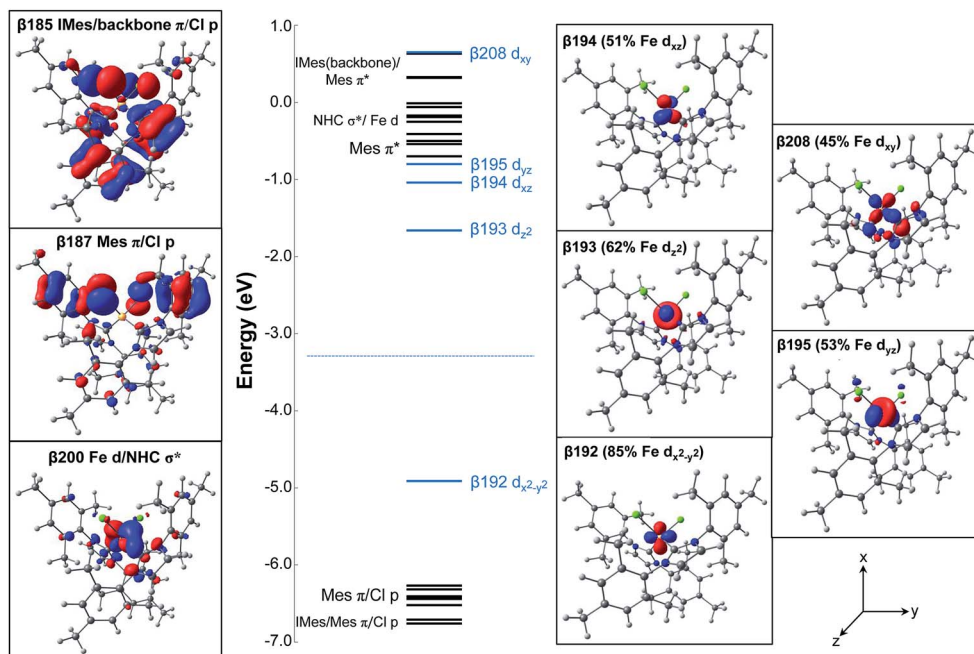 β185 IMes/backbone π/Cl p
β187 Mes π/Cl p
β200 Fe d/NHC σ*
Energy (eV)
1.0
0.0
-1.0
-2.0
-3.0
-4.0
-5.0
-6.0
-7.0
IMes(backbone)/
Mes π*
NHC σ*/ Fe d
Mes π*
Mes π/Cl p
IMes/Mes π/Cl p
β208 dxy
β195 dyz
β194 dxz
β193 dz2
β192 dx2-y2
β194 (51% Fe dxz)
β193 (62% Fe dz2)
β192 (85% Fe dx2-y2)
β208 (45% Fe dxy)
β195 (53% Fe dyz)
x
y
z